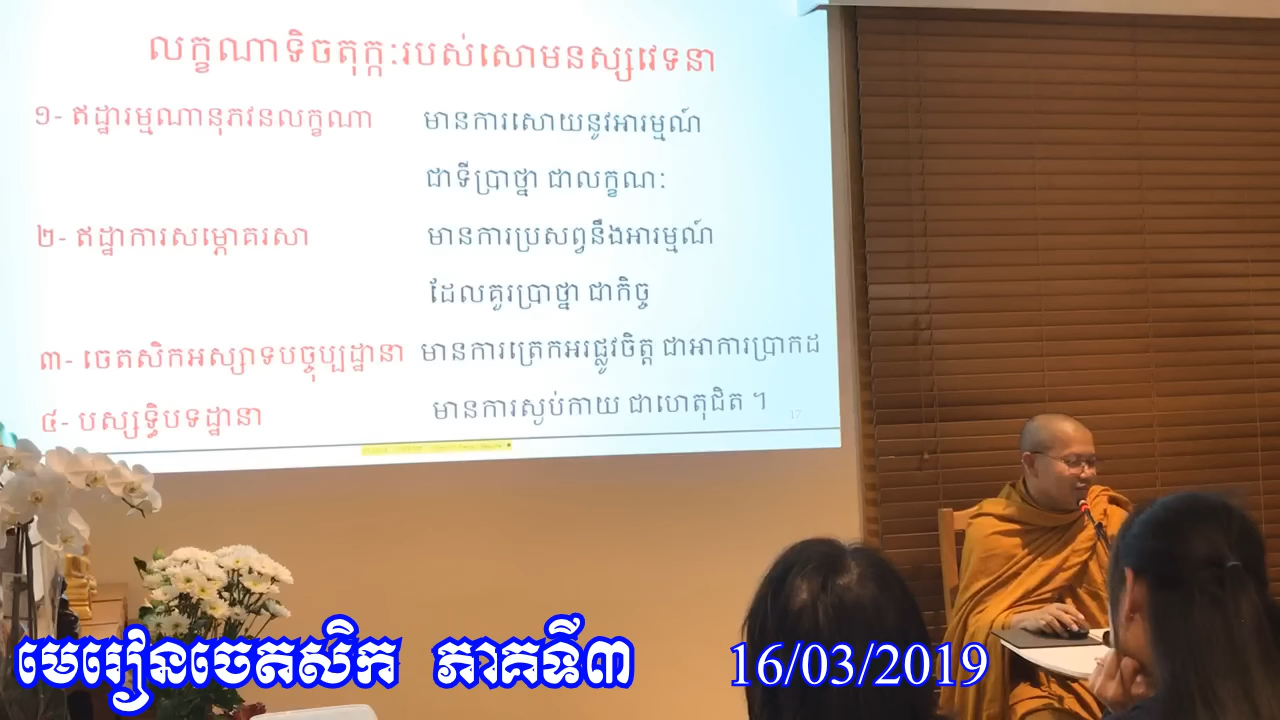 លក្ខណាទិចតុក្កៈរបស់សោមនស្សវេទនា
១- ឥដ្ឋារម្មណានុភវនលក្ខណា មានការសោយនូវអារម្មណ៍
ជាទីប្រាថ្នា ជាលក្ខណៈ
២- ឥដ្ឋាការសម្ភោគរសា មានការប្រសព្វនឹងអារម្មណ៍
ដែលគួរប្រាថ្នា ជាកិច្ច
៣- ចេតសិកអស្សាទបច្ចុប្បដ្ឋានា មានការត្រេកអរផ្លូវចិត្ត ជាអាការប្រាកដ
៤- បស្សទ្ធិបទដ្ឋានា មានការស្ងប់កាយ ជាហេតុជិត ។
17
មេរៀនចេតសិក ភាគទី៣ 16/03/2019